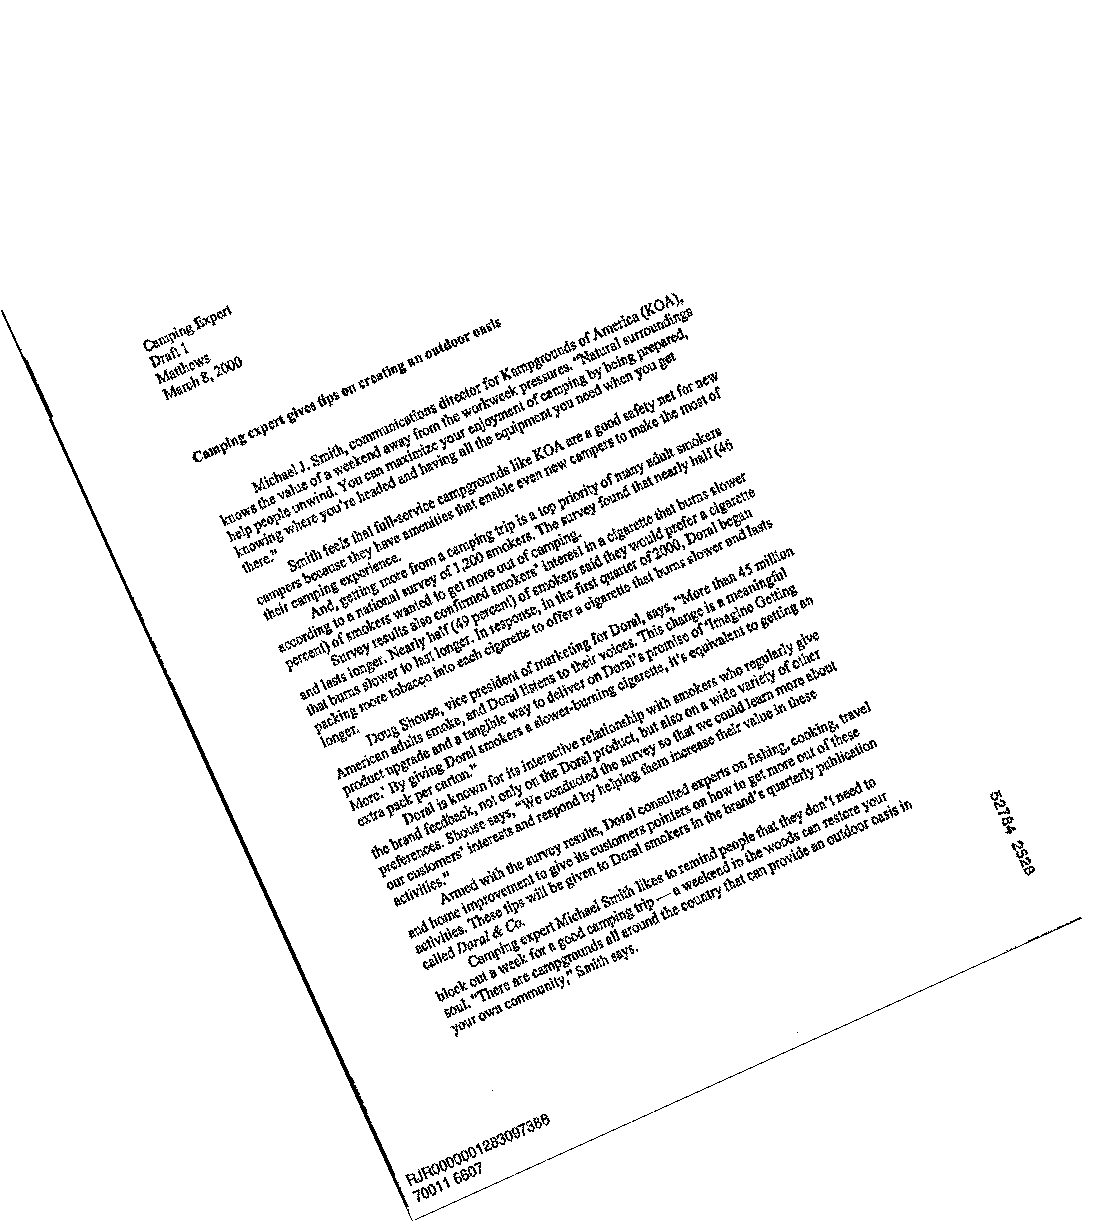 Camping Expert
Draft 1
Matthews
March 8, 2000
Camping expert gives tips on creating an outdoor oasis
Michael J. Smith, communications director for Kampgrounds of America (KOA),
knows the value of a weekend away from the workweek pressures. "Natural surroundings
help people unwind. You can maximize your enjoyment of camping by being prepared,
knowing where you're headed and having all the equipment you need when you get
there."
Smith feels that full-service campgrounds like KOA are a good safety net for new
campers because they have amenities that enable even new campers to make the most of
their camping experience.
And, getting more from a camping trip is a top priority of many adult smokers
according to a national survey of 1,200 smokers. The survey found that nearly half (46
percent) of smokers wanted to get more out of camping.
Survey results also confirmed smokers' interest in a cigarette that burns slower
and lasts longer. Nearly half (49 percent) of smokers said they would prefer a cigarette
that burns slower to last longer. In response, in the first quarter of 2000, Doral began
packing more tobacco into each cigarette to offer a cigarette that burns slower and lasts
longer.
Doug Shouse, vice president of marketing for Doral, says, "More than 45 million
American adults smoke, and Doral listens to their voices. This change is a meaningful
product upgrade and a tangible way to deliver on Doral's promise of 'Imagine Getting
More.' By giving Doral smokers a slower-burning cigarette, it's equivalent to getting an
extra pack per carton."
Doral is known for its interactive relationship with smokers who regularly give
the brand feedback, not only on the Doral product, but also on a wide variety of other
preferences. Shouse says, "We conducted the survey so that we could learn more about
our customers' interests and respond by helping them increase their value in these
activities."
Armed with the survey results, Doral consulted experts on fishing, cooking, travel
and home improvement to give its customers pointers on how to get more out of these
activities. These tips will be given to Doral smokers in the brand's quarterly publication
called Doral & Co.
Camping expert Michael Smith likes to remind people that they don't need to
block out a week for a good camping trip — a weekend in the woods can restore your
soul. "There are campgrounds all around the country that can provide an outdoor oasis in
your own community," Smith says.
52784 2528
RJR0000001283097388
70011 6607